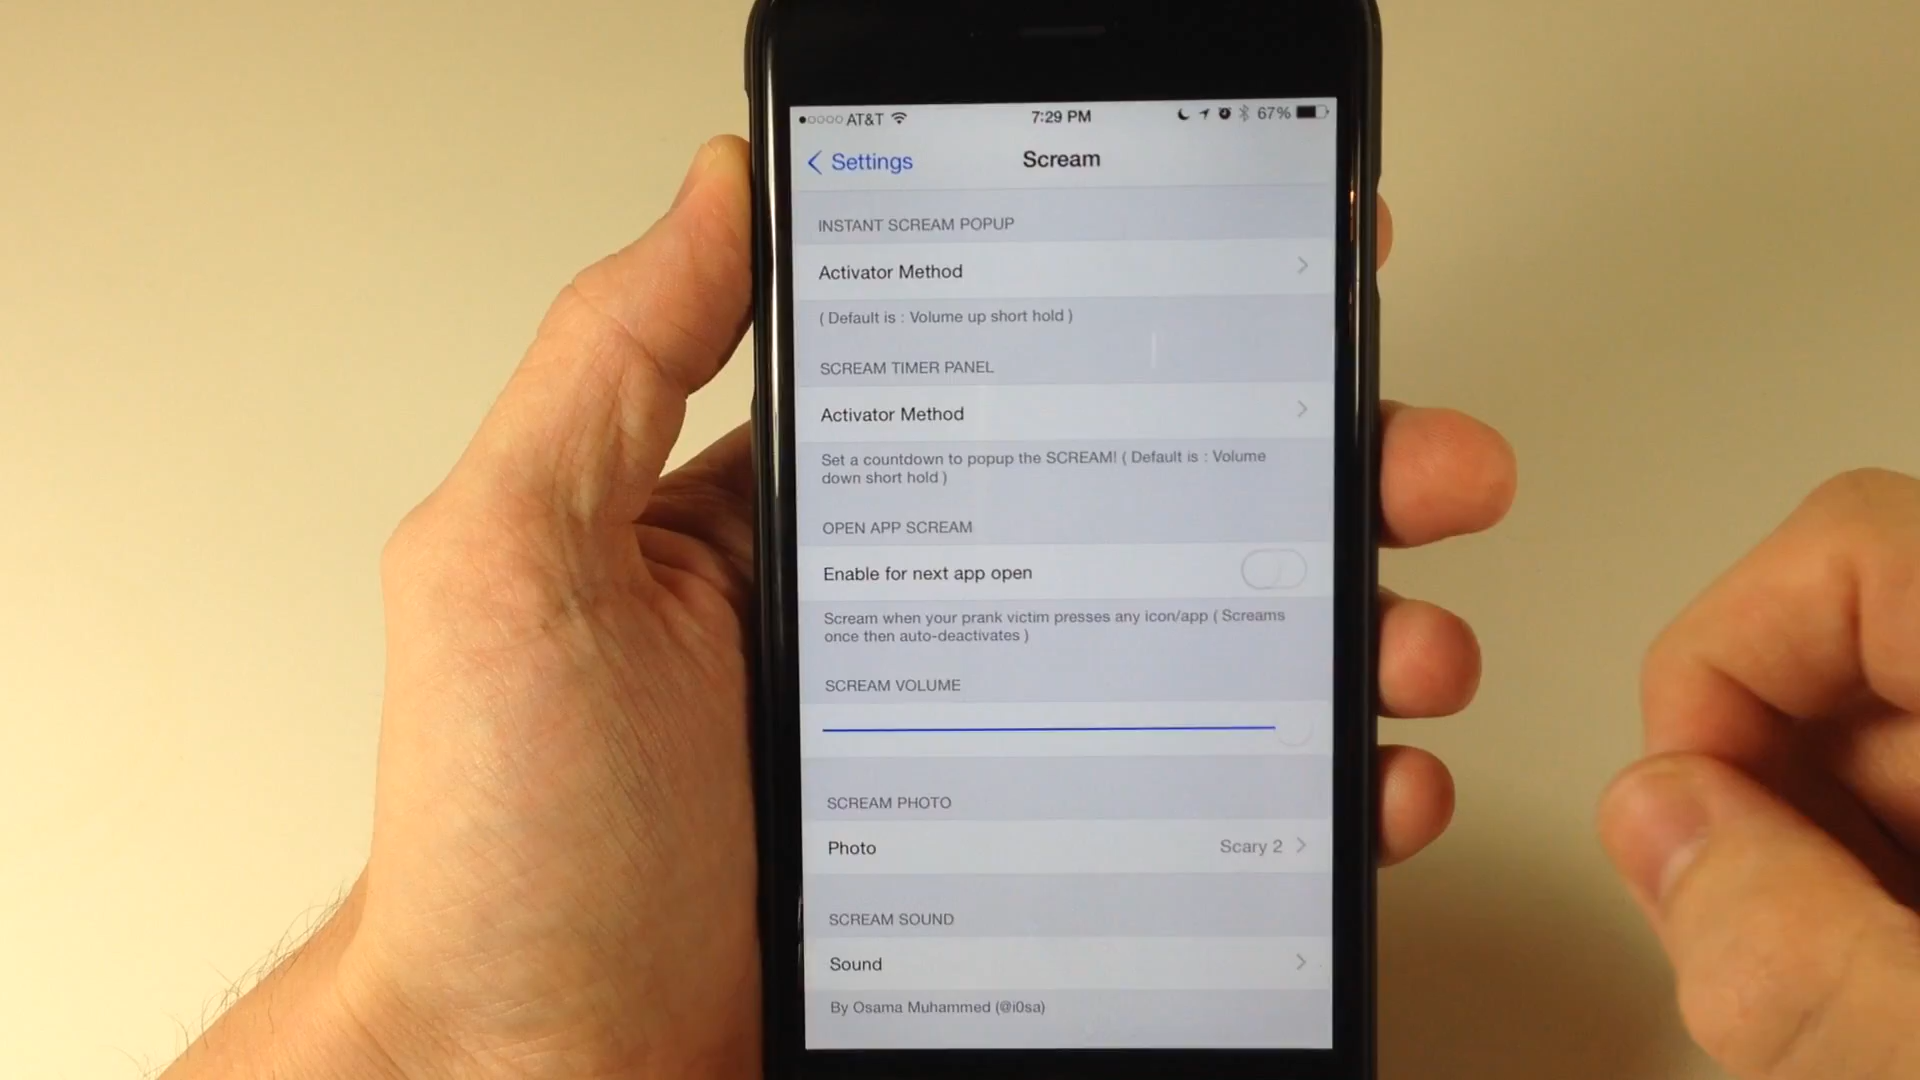 AT&T 7:29 PM 67%
Settings Scream
INSTANT SCREAM POPUP
Activator Method
( Default is : Volume up short hold )
SCREAM TIMER PANEL
Activator Method
Set a countdown to popup the SCREAM! ( Default is : Volume
down short hold )
OPEN APP SCREAM
Enable for next app open
Scream when your prank victim presses any icon/app ( Screams
once then auto-deactivates )
SCREAM VOLUME
SCREAM PHOTO
Photo Scary 2
SCREAM SOUND
Sound
By Osama Muhammed (@i0sa)